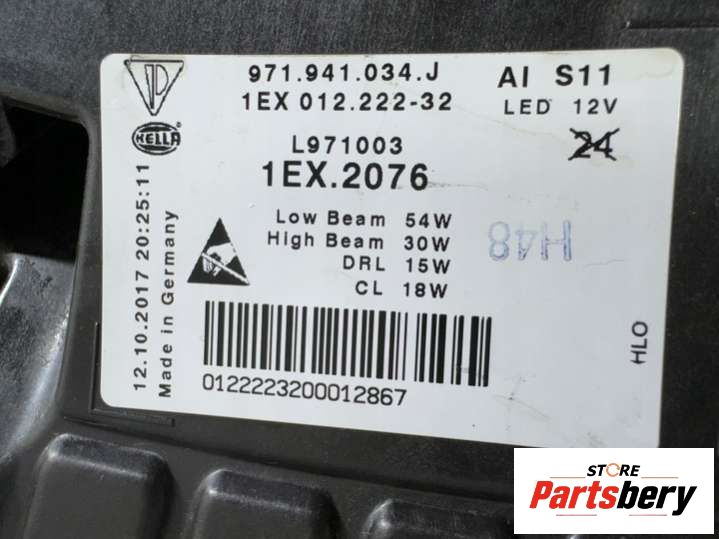 971.941.034.J
1EX 012.222-32
AI S11
LED 12V
24
HELLA
L971003
1EX.2076
Low Beam 54W
High Beam 30W
DRL 15W
CL 18W
H48
12.10.2017 20:25:11
Made in Germany
0122223200012867
HLO
STORE
Partsbery